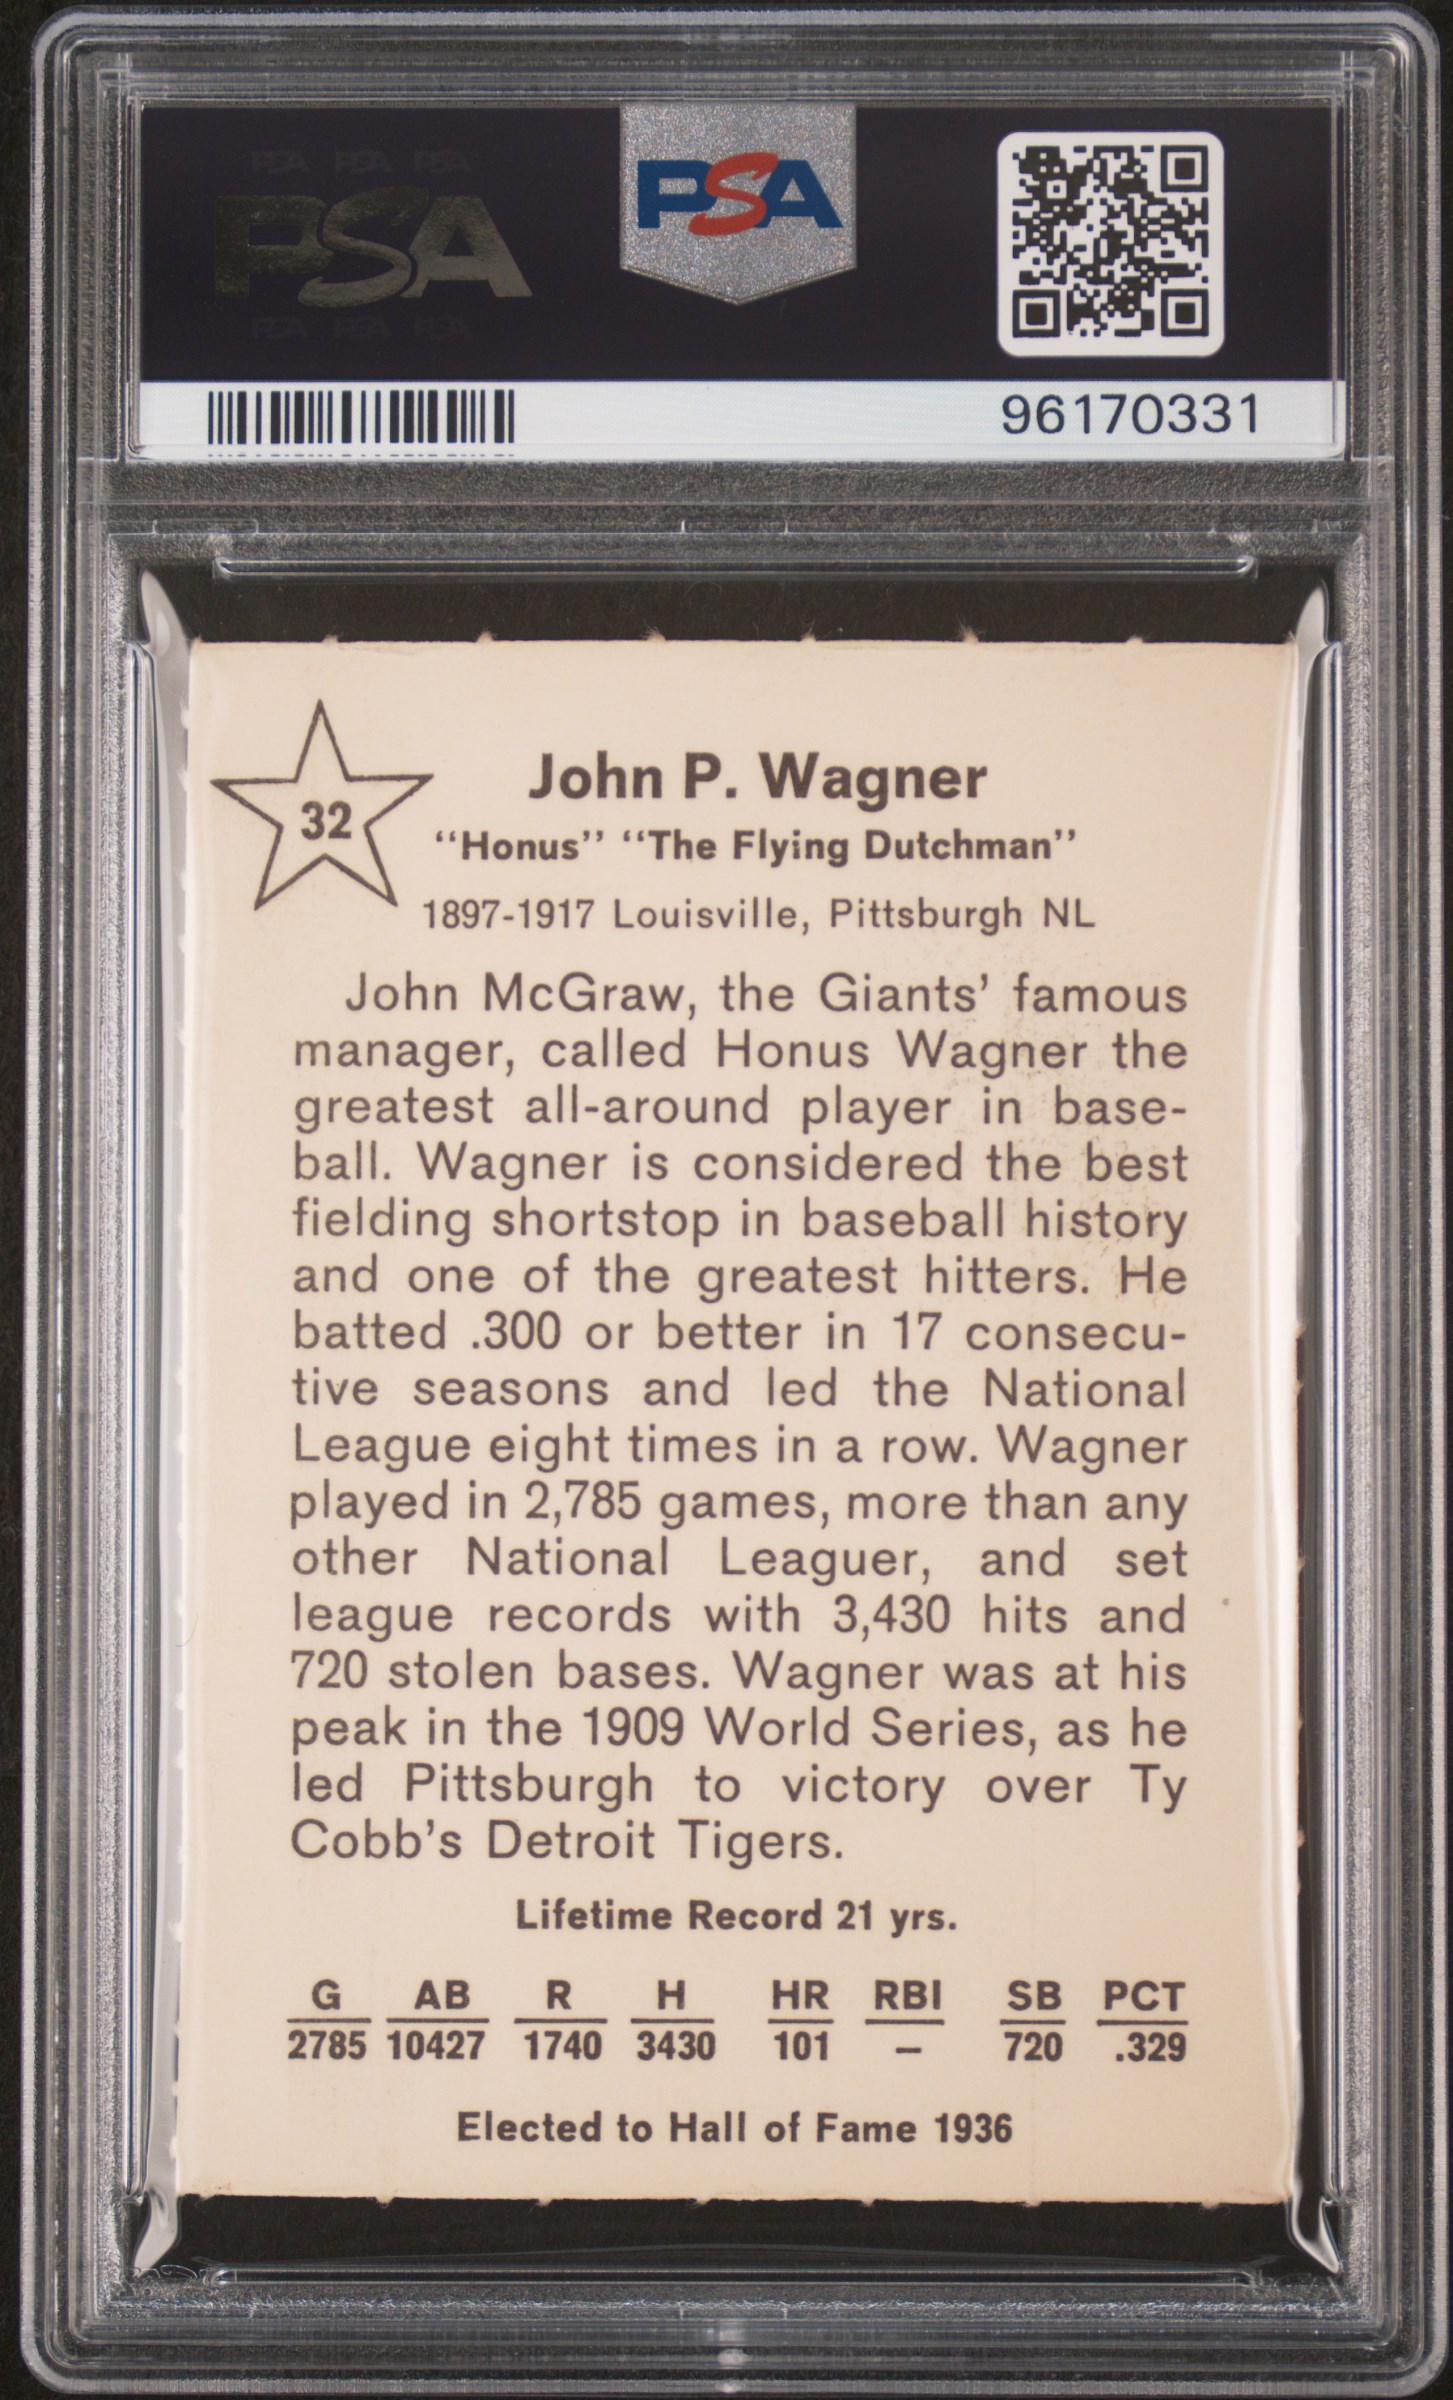 PSA PSA PSA
PSA
PSA PSA PSA
PSA
96170331
32
John P. Wagner
“Honus” “The Flying Dutchman”
1897-1917 Louisville, Pittsburgh NL
John McGraw, the Giants’ famous
manager, called Honus Wagner the
greatest all-around player in base-
ball. Wagner is considered the best
fielding shortstop in baseball history
and one of the greatest hitters. He
batted .300 or better in 17 consecu-
tive seasons and led the National
League eight times in a row. Wagner
played in 2,785 games, more than any
other National Leaguer, and set
league records with 3,430 hits and
720 stolen bases. Wagner was at his
peak in the 1909 World Series, as he
led Pittsburgh to victory over Ty
Cobb’s Detroit Tigers.
Lifetime Record 21 yrs.
G AB R H HR RBI SB PCT
2785 10427 1740 3430 101 – 720 .329
Elected to Hall of Fame 1936